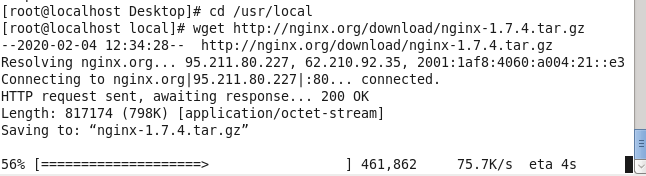 [root@localhost Desktop]# cd /usr/local
[root@localhost local]# wget http://nginx.org/download/nginx-1.7.4.tar.gz
--2020-02-04 12:34:28--  http://nginx.org/download/nginx-1.7.4.tar.gz
Resolving nginx.org... 95.211.80.227, 62.210.92.35, 2001:1af8:4060:a004:21::e3
Connecting to nginx.org|95.211.80.227|:80... connected.
HTTP request sent, awaiting response... 200 OK
Length: 817174 (798K) [application/octet-stream]
Saving to: “nginx-1.7.4.tar.gz”
56% [====================>                 ] 461,862     75.7K/s  eta 4s